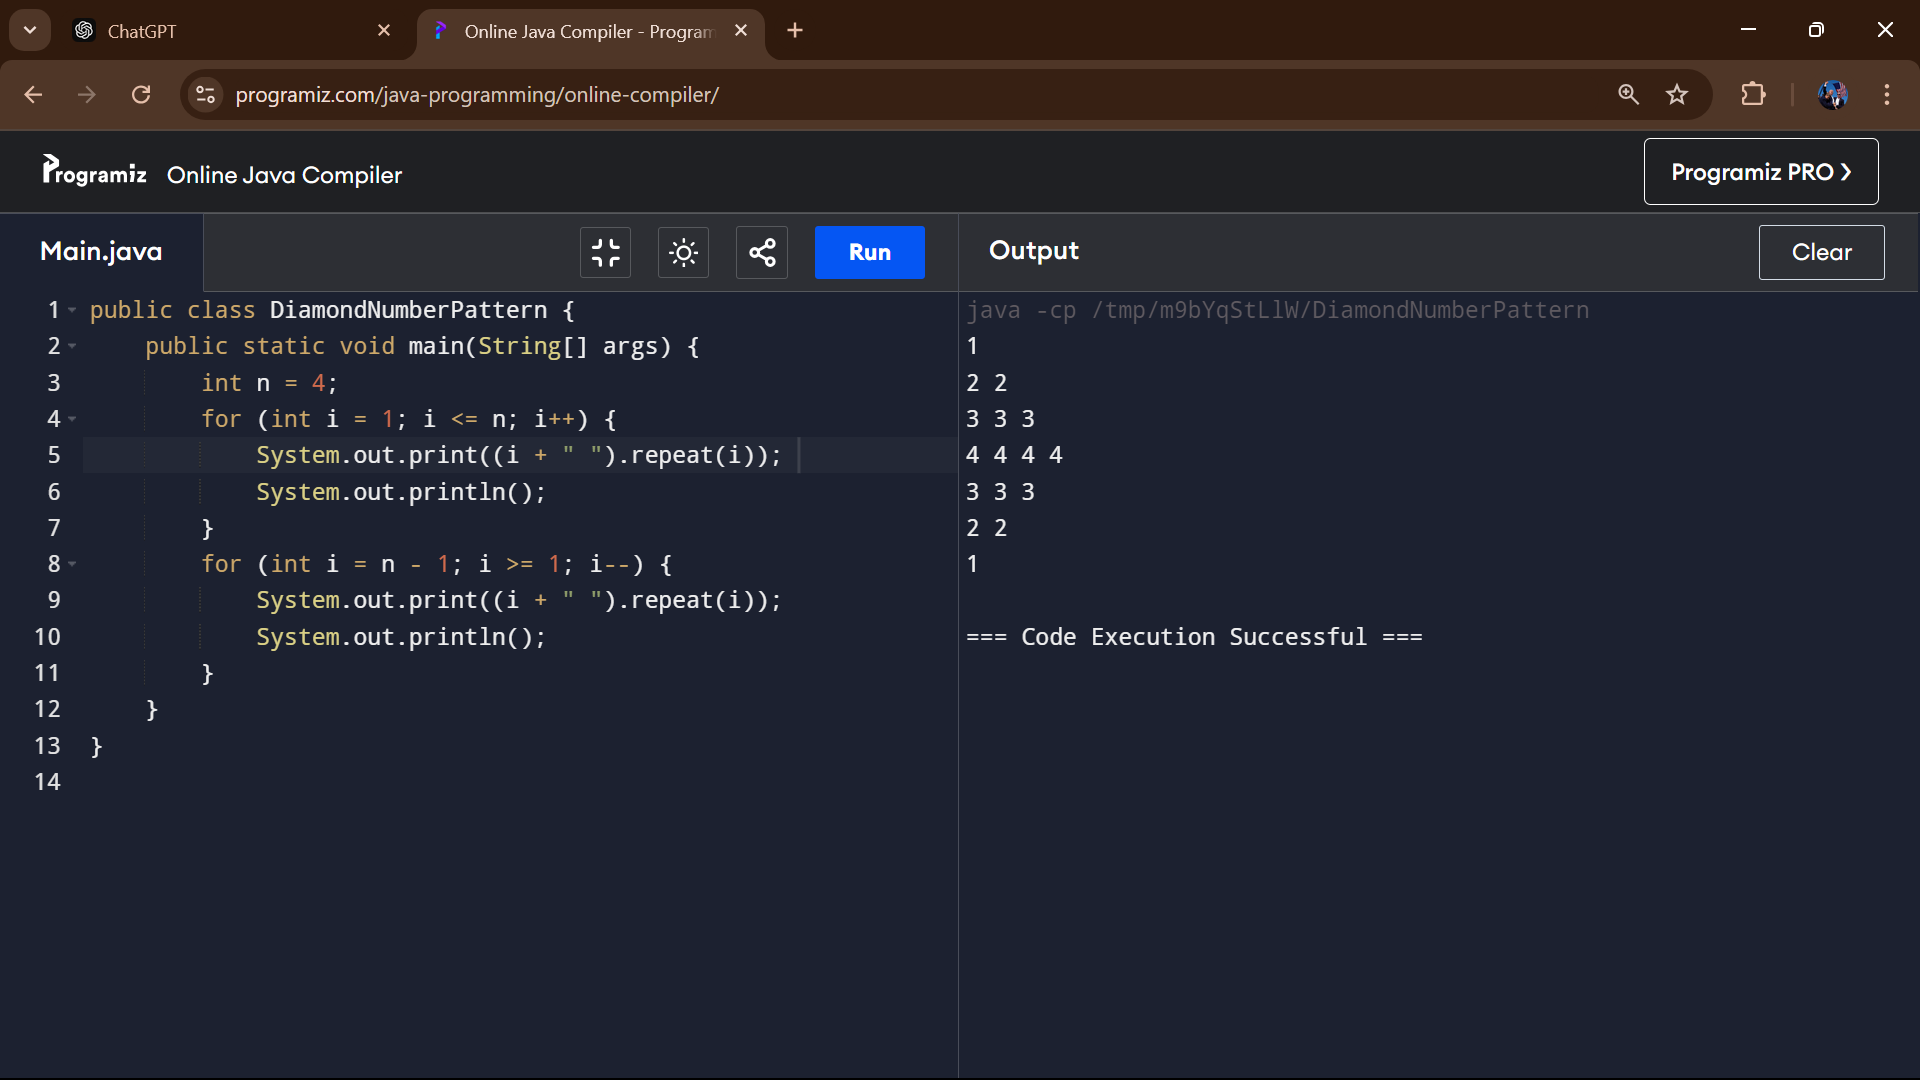 ChatGPT
Online Java Compiler - Program
programiz.com/java-programming/online-compiler/
Programiz Online Java Compiler
Programiz PRO ❯
Main.java
Run
Output
Clear
1 public class DiamondNumberPattern {
2     public static void main(String[] args) {
3         int n = 4;
4         for (int i = 1; i <= n; i++) {
5             System.out.print((i + " ").repeat(i));
6             System.out.println();
7         }
8         for (int i = n - 1; i >= 1; i--) {
9             System.out.print((i + " ").repeat(i));
10             System.out.println();
11         }
12     }
13 }
14
java -cp /tmp/m9bYqStLlW/DiamondNumberPattern
1
2 2
3 3 3
4 4 4 4
3 3 3
2 2
1
=== Code Execution Successful ===